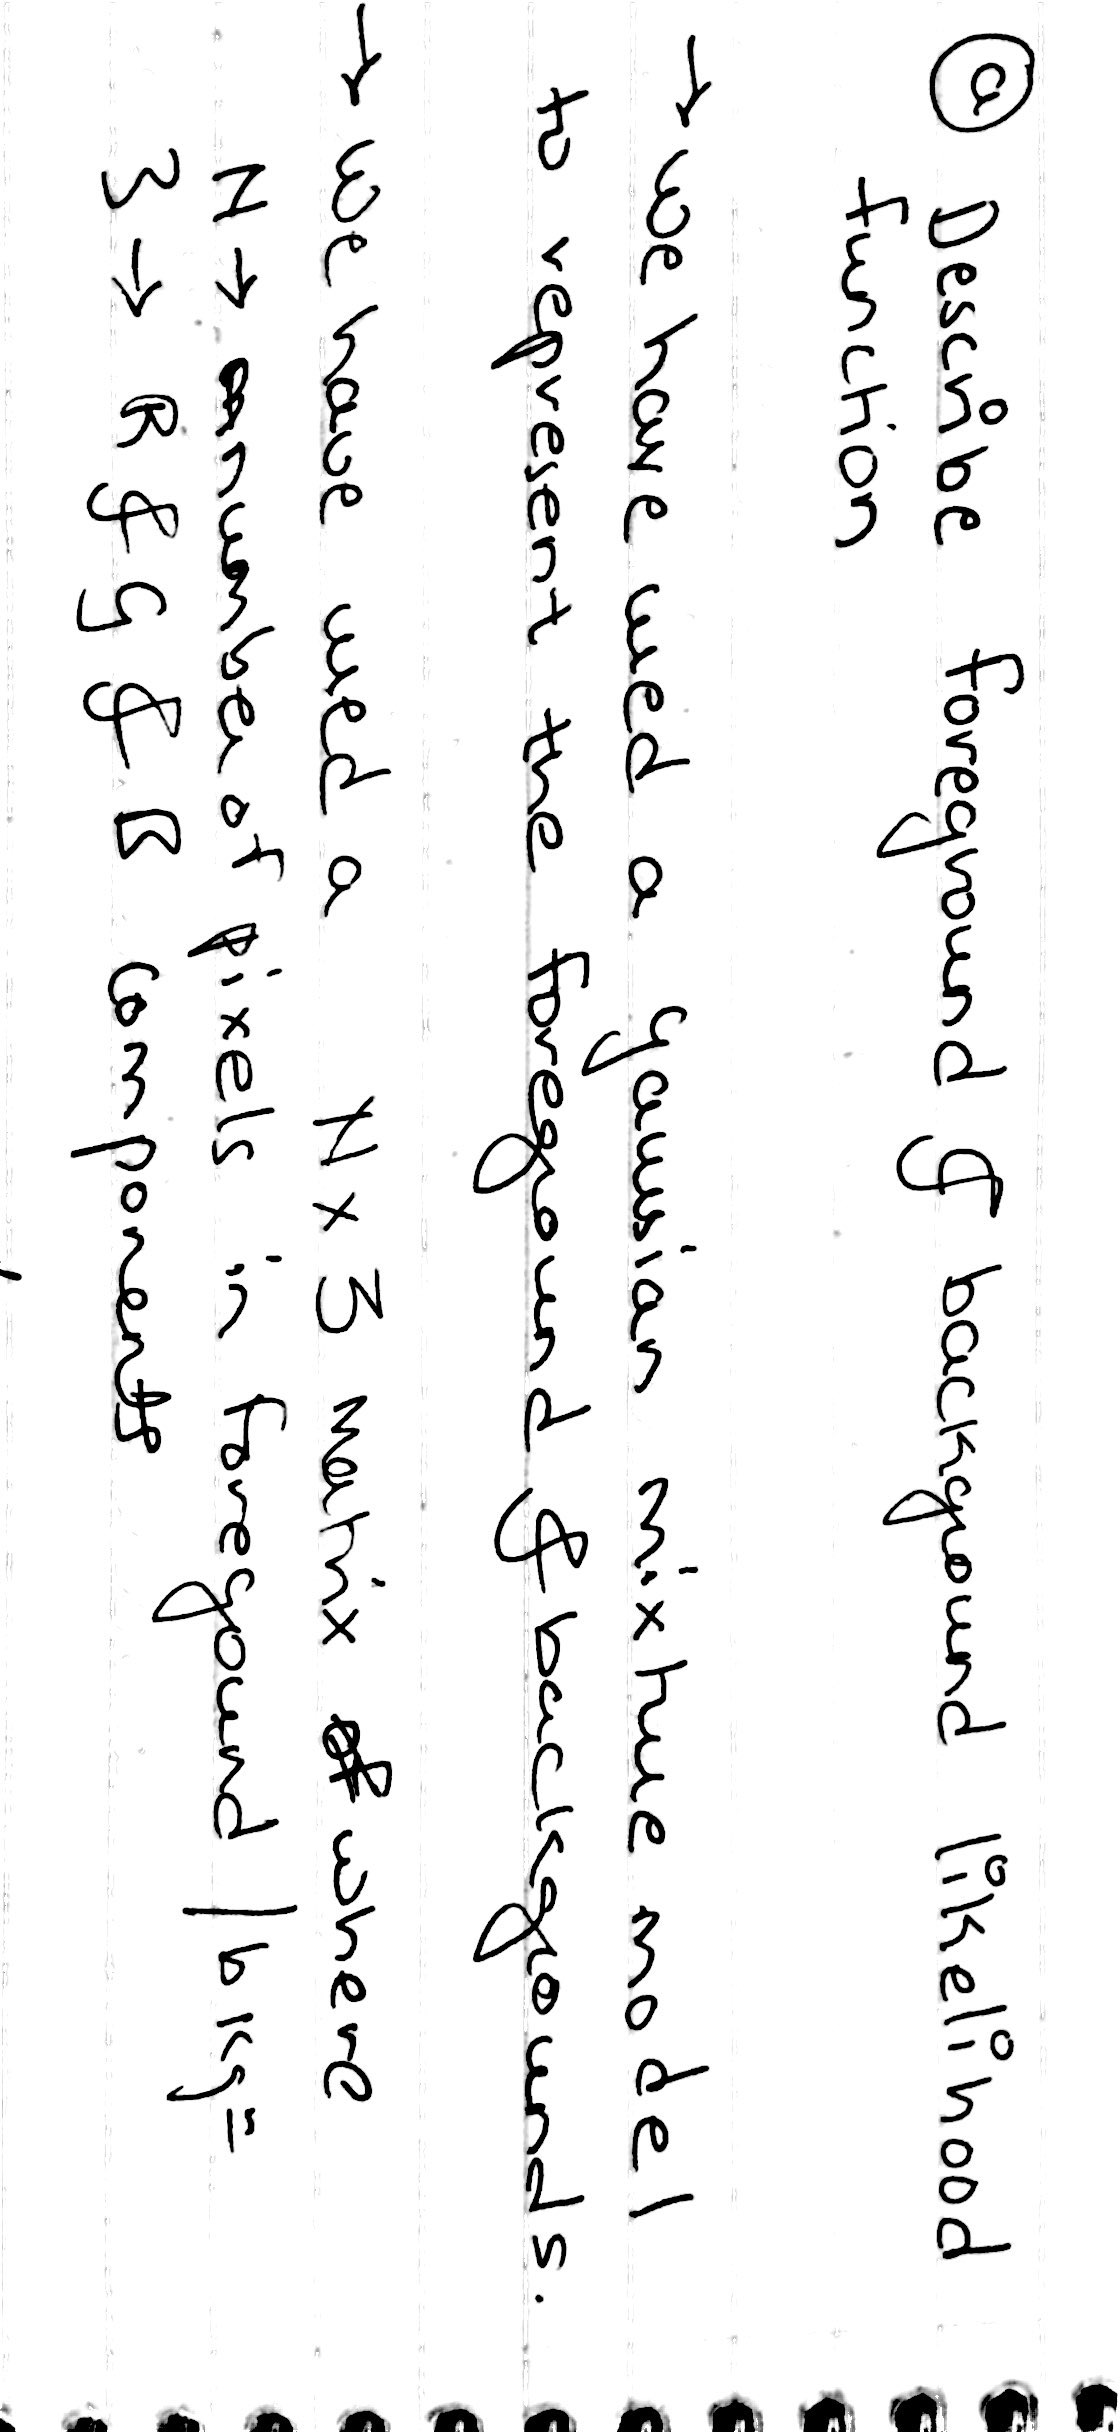 ⓐ Describe foreground & background likelihood
function
→ we have used a gaussian mixture model
to represent the foreground & backgrounds.
→ We have used a N x 3 matrix where
N → number of pixels in foreground / bkg=
3 → R & G & B components